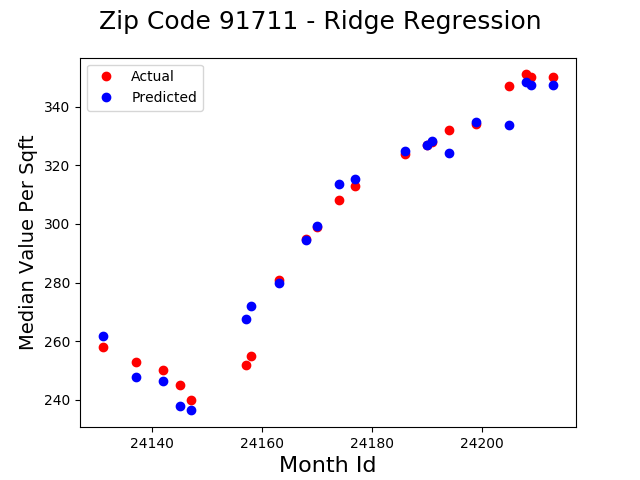 Zip Code 91711 - Ridge Regression
Actual
Predicted
Median Value Per Sqft
340
320
300
280
260
240
24140 24160 24180 24200
Month Id